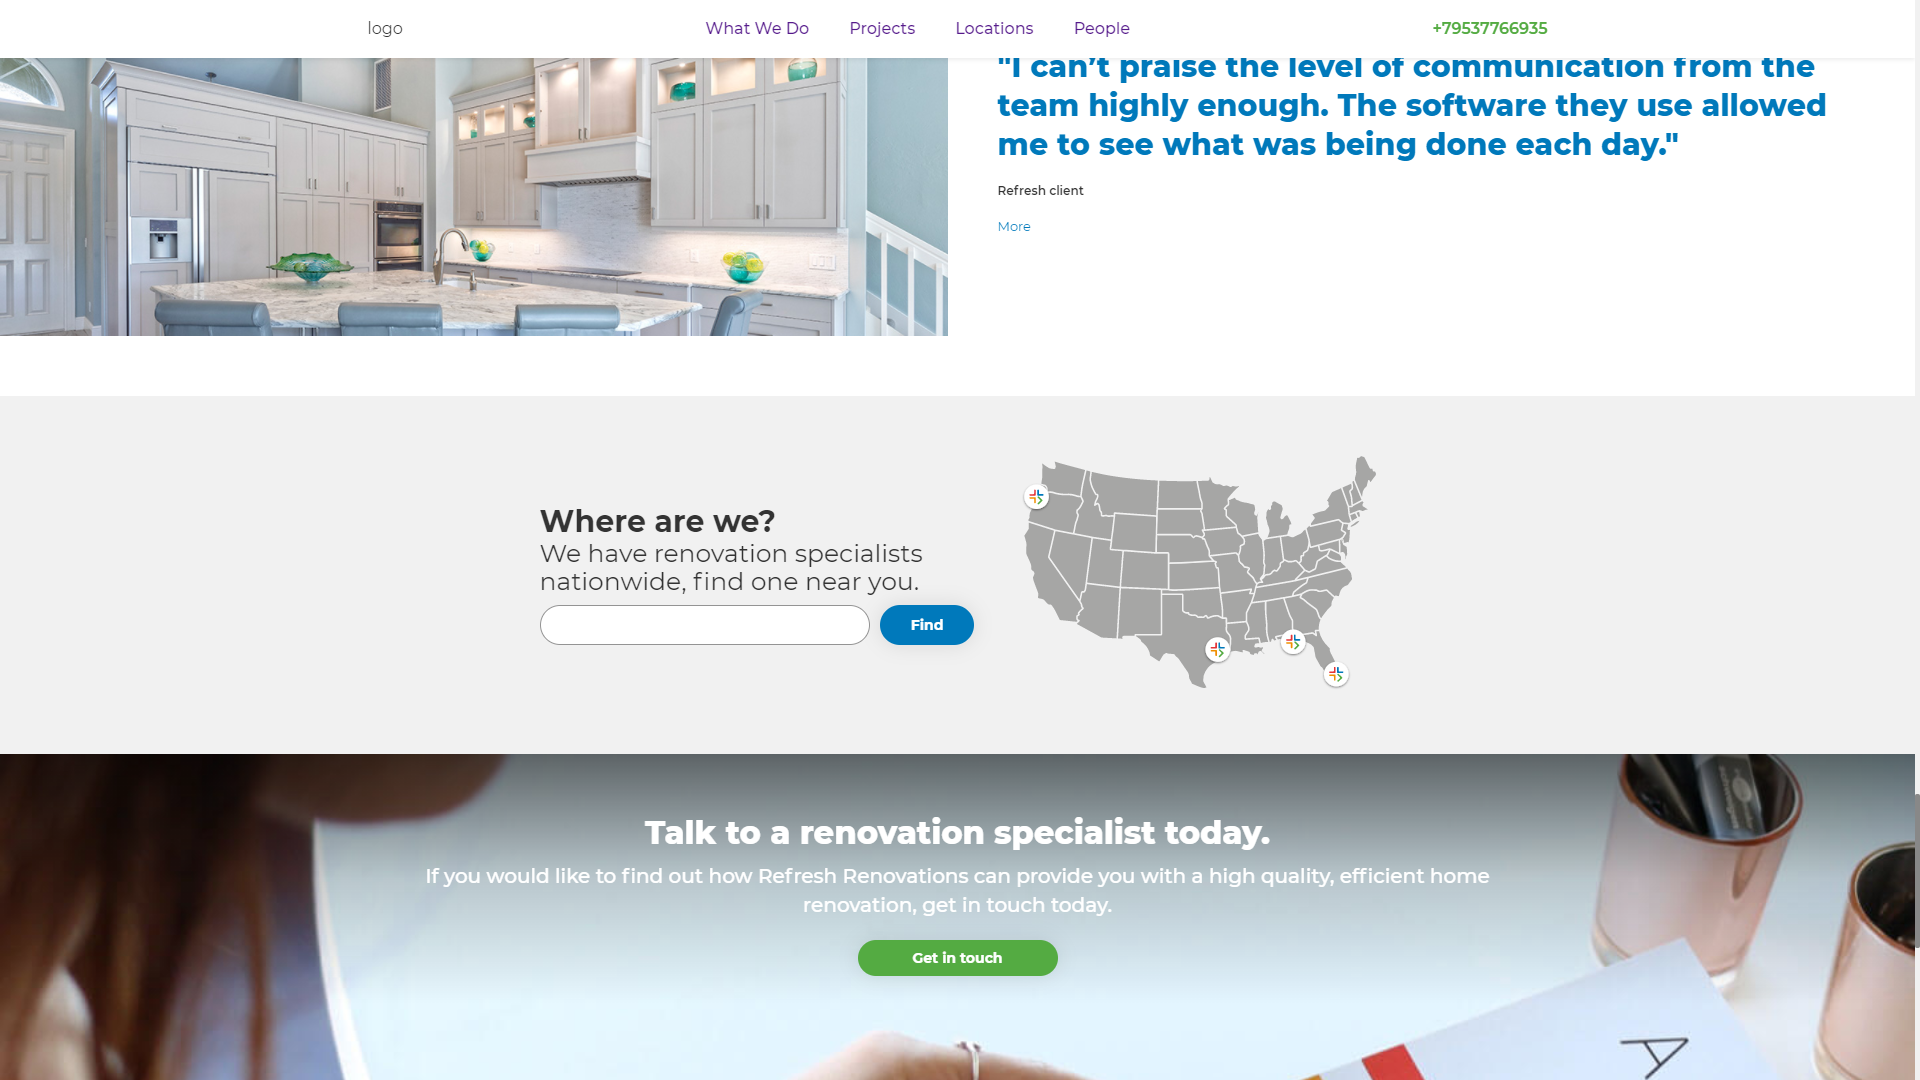 logo
What We Do
Projects
Locations
People
+79537766935
"I can’t praise the level of communication from the
team highly enough. The software they use allowed
me to see what was being done each day."
Refresh client
More
Where are we?
We have renovation specialists
nationwide, find one near you.
Find
Talk to a renovation specialist today.
If you would like to find out how Refresh Renovations can provide you with a high quality, efficient home
renovation, get in touch today.
Get in touch
A